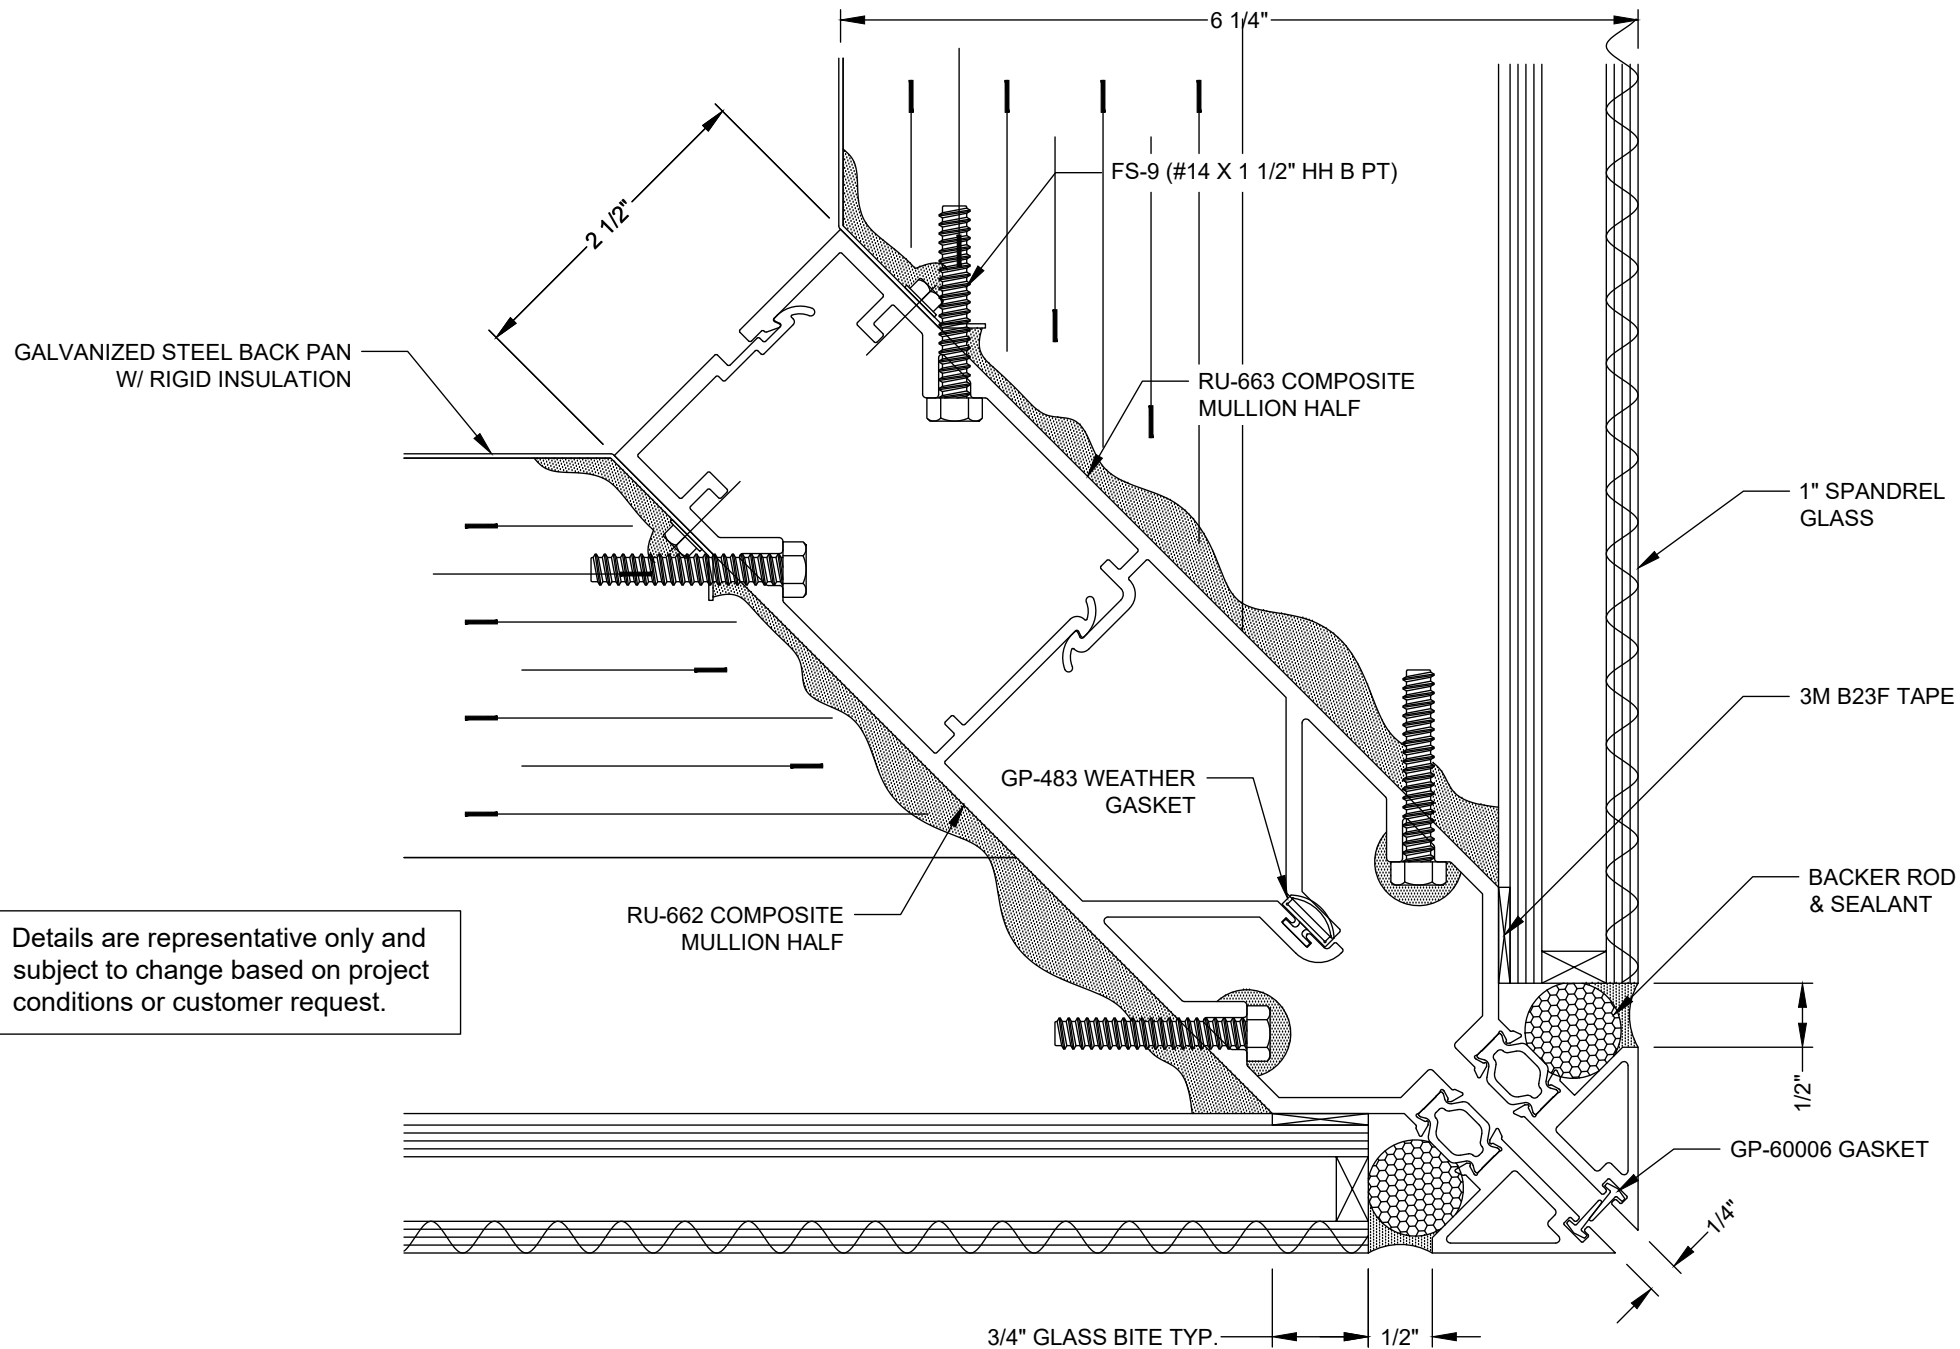 6 1/4"
FS-9 (#14 X 1 1/2" HH B PT)
2 1/2"
GALVANIZED STEEL BACK PAN
W/ RIGID INSULATION
RU-663 COMPOSITE
MULLION HALF
1" SPANDREL
GLASS
3M B23F TAPE
GP-483 WEATHER
GASKET
BACKER ROD
& SEALANT
RU-662 COMPOSITE
MULLION HALF
Details are representative only and
subject to change based on project
conditions or customer request.
1/2"
GP-60006 GASKET
1/4"
3/4" GLASS BITE TYP.
1/2"